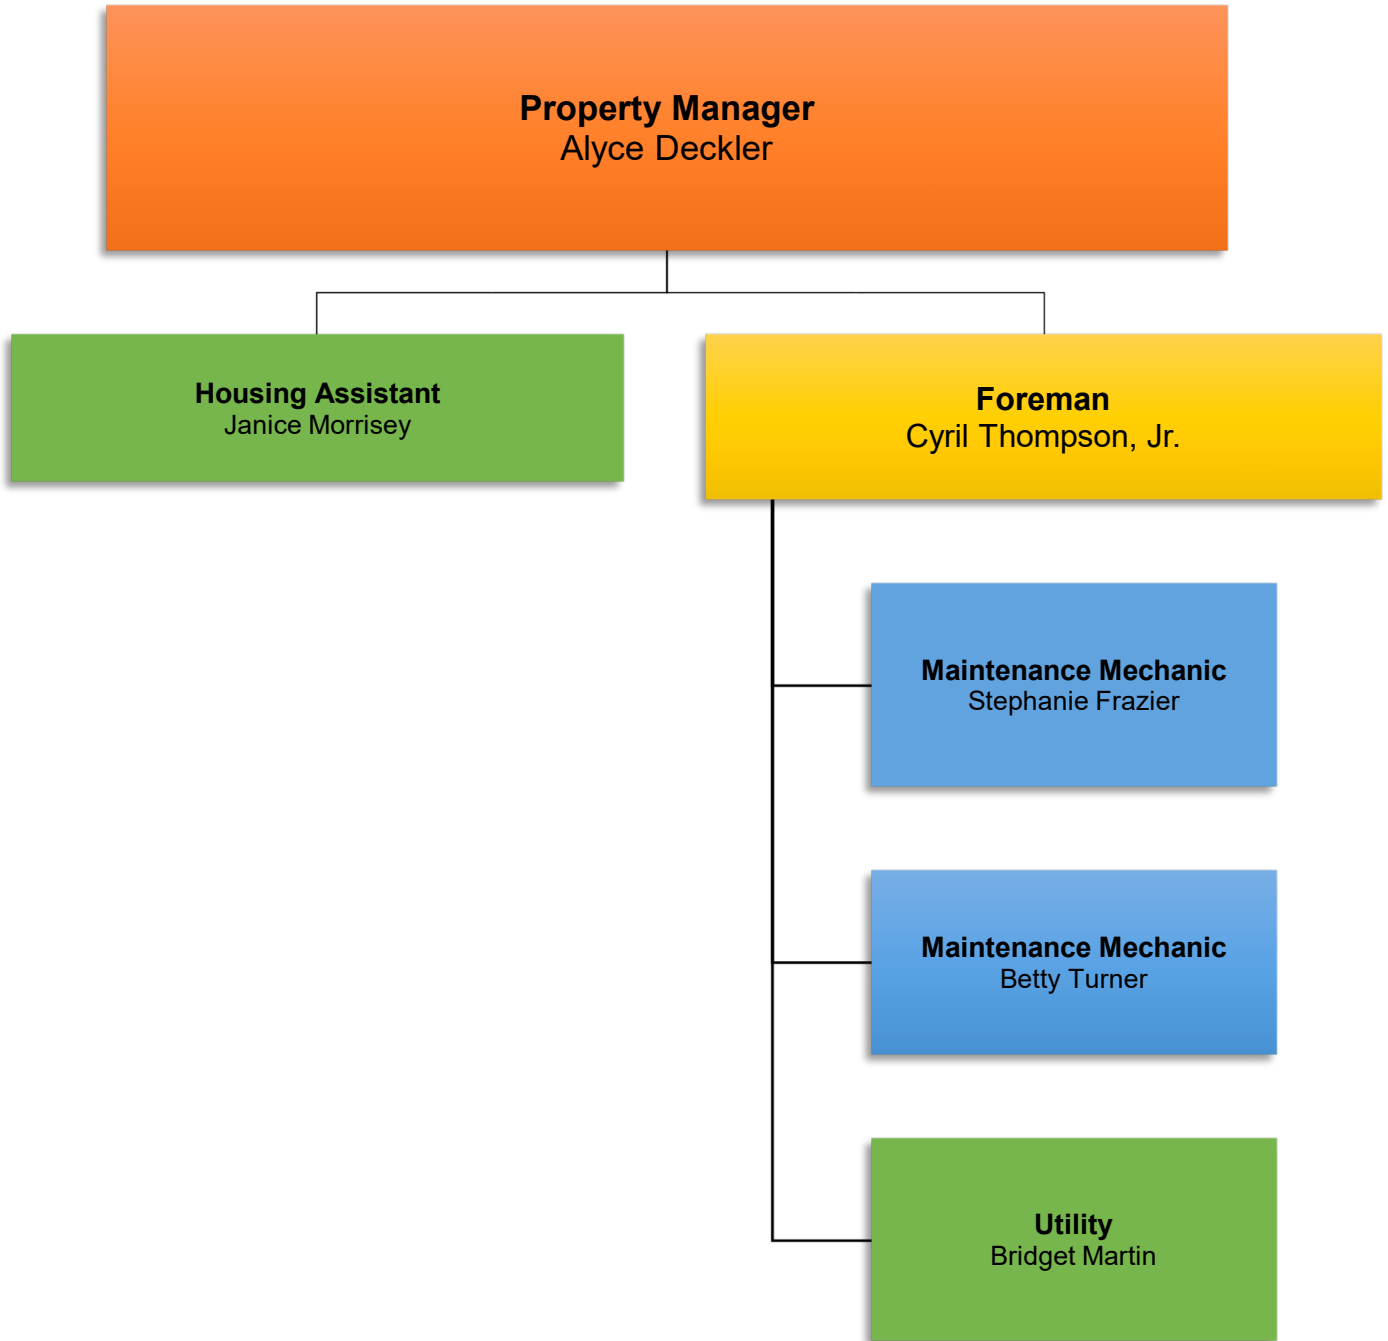 Property Manager
Alyce Deckler
Housing Assistant
Janice Morrisey
Foreman
Cyril Thompson, Jr.
Maintenance Mechanic
Stephanie Frazier
Maintenance Mechanic
Betty Turner
Utility
Bridget Martin